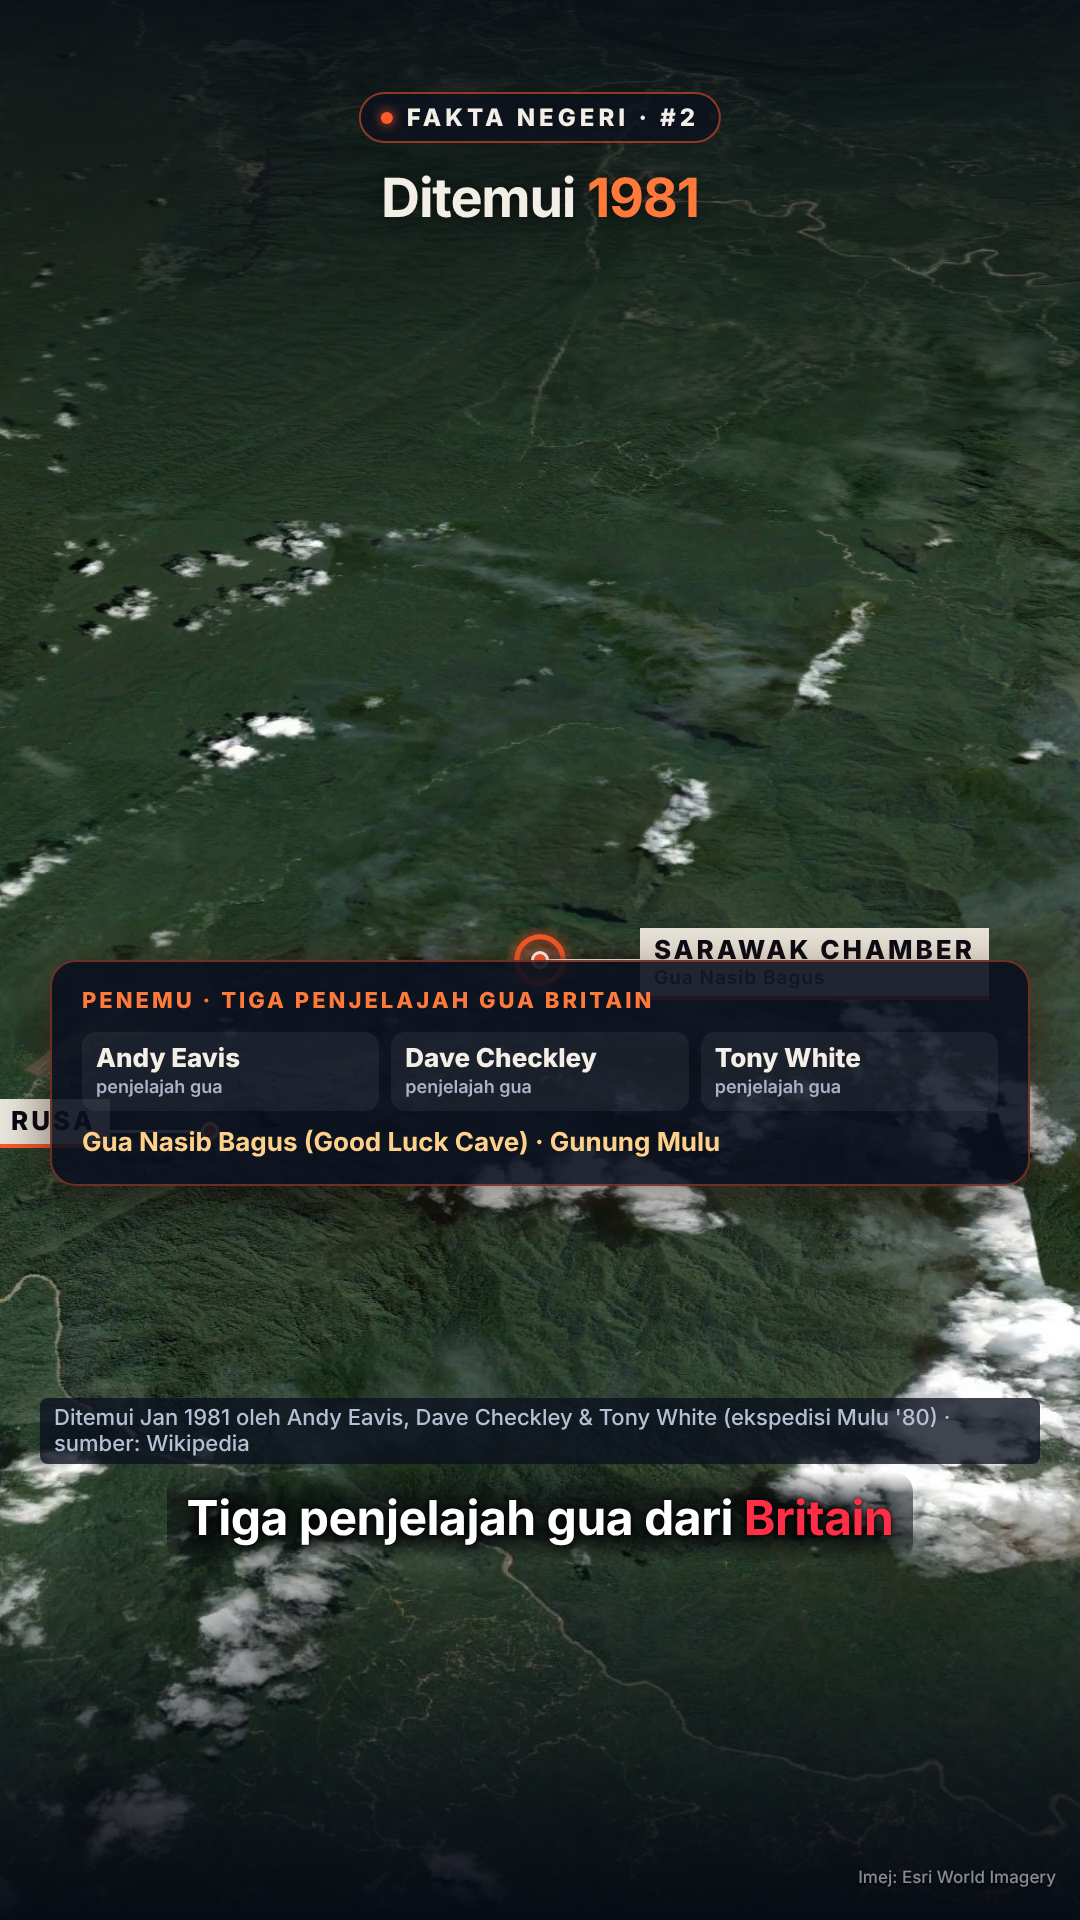 FAKTA NEGERI · #2
Ditemui 1981
SARAWAK CHAMBER
Gua Nasib Bagus
PENEMU · TIGA PENJELAJAH GUA BRITAIN
Andy Eavis
penjelajah gua
Dave Checkley
penjelajah gua
Tony White
penjelajah gua
RUSA
Gua Nasib Bagus (Good Luck Cave) · Gunung Mulu
Ditemui Jan 1981 oleh Andy Eavis, Dave Checkley & Tony White (ekspedisi Mulu '80) ·
sumber: Wikipedia
Tiga penjelajah gua dari Britain
Imej: Esri World Imagery